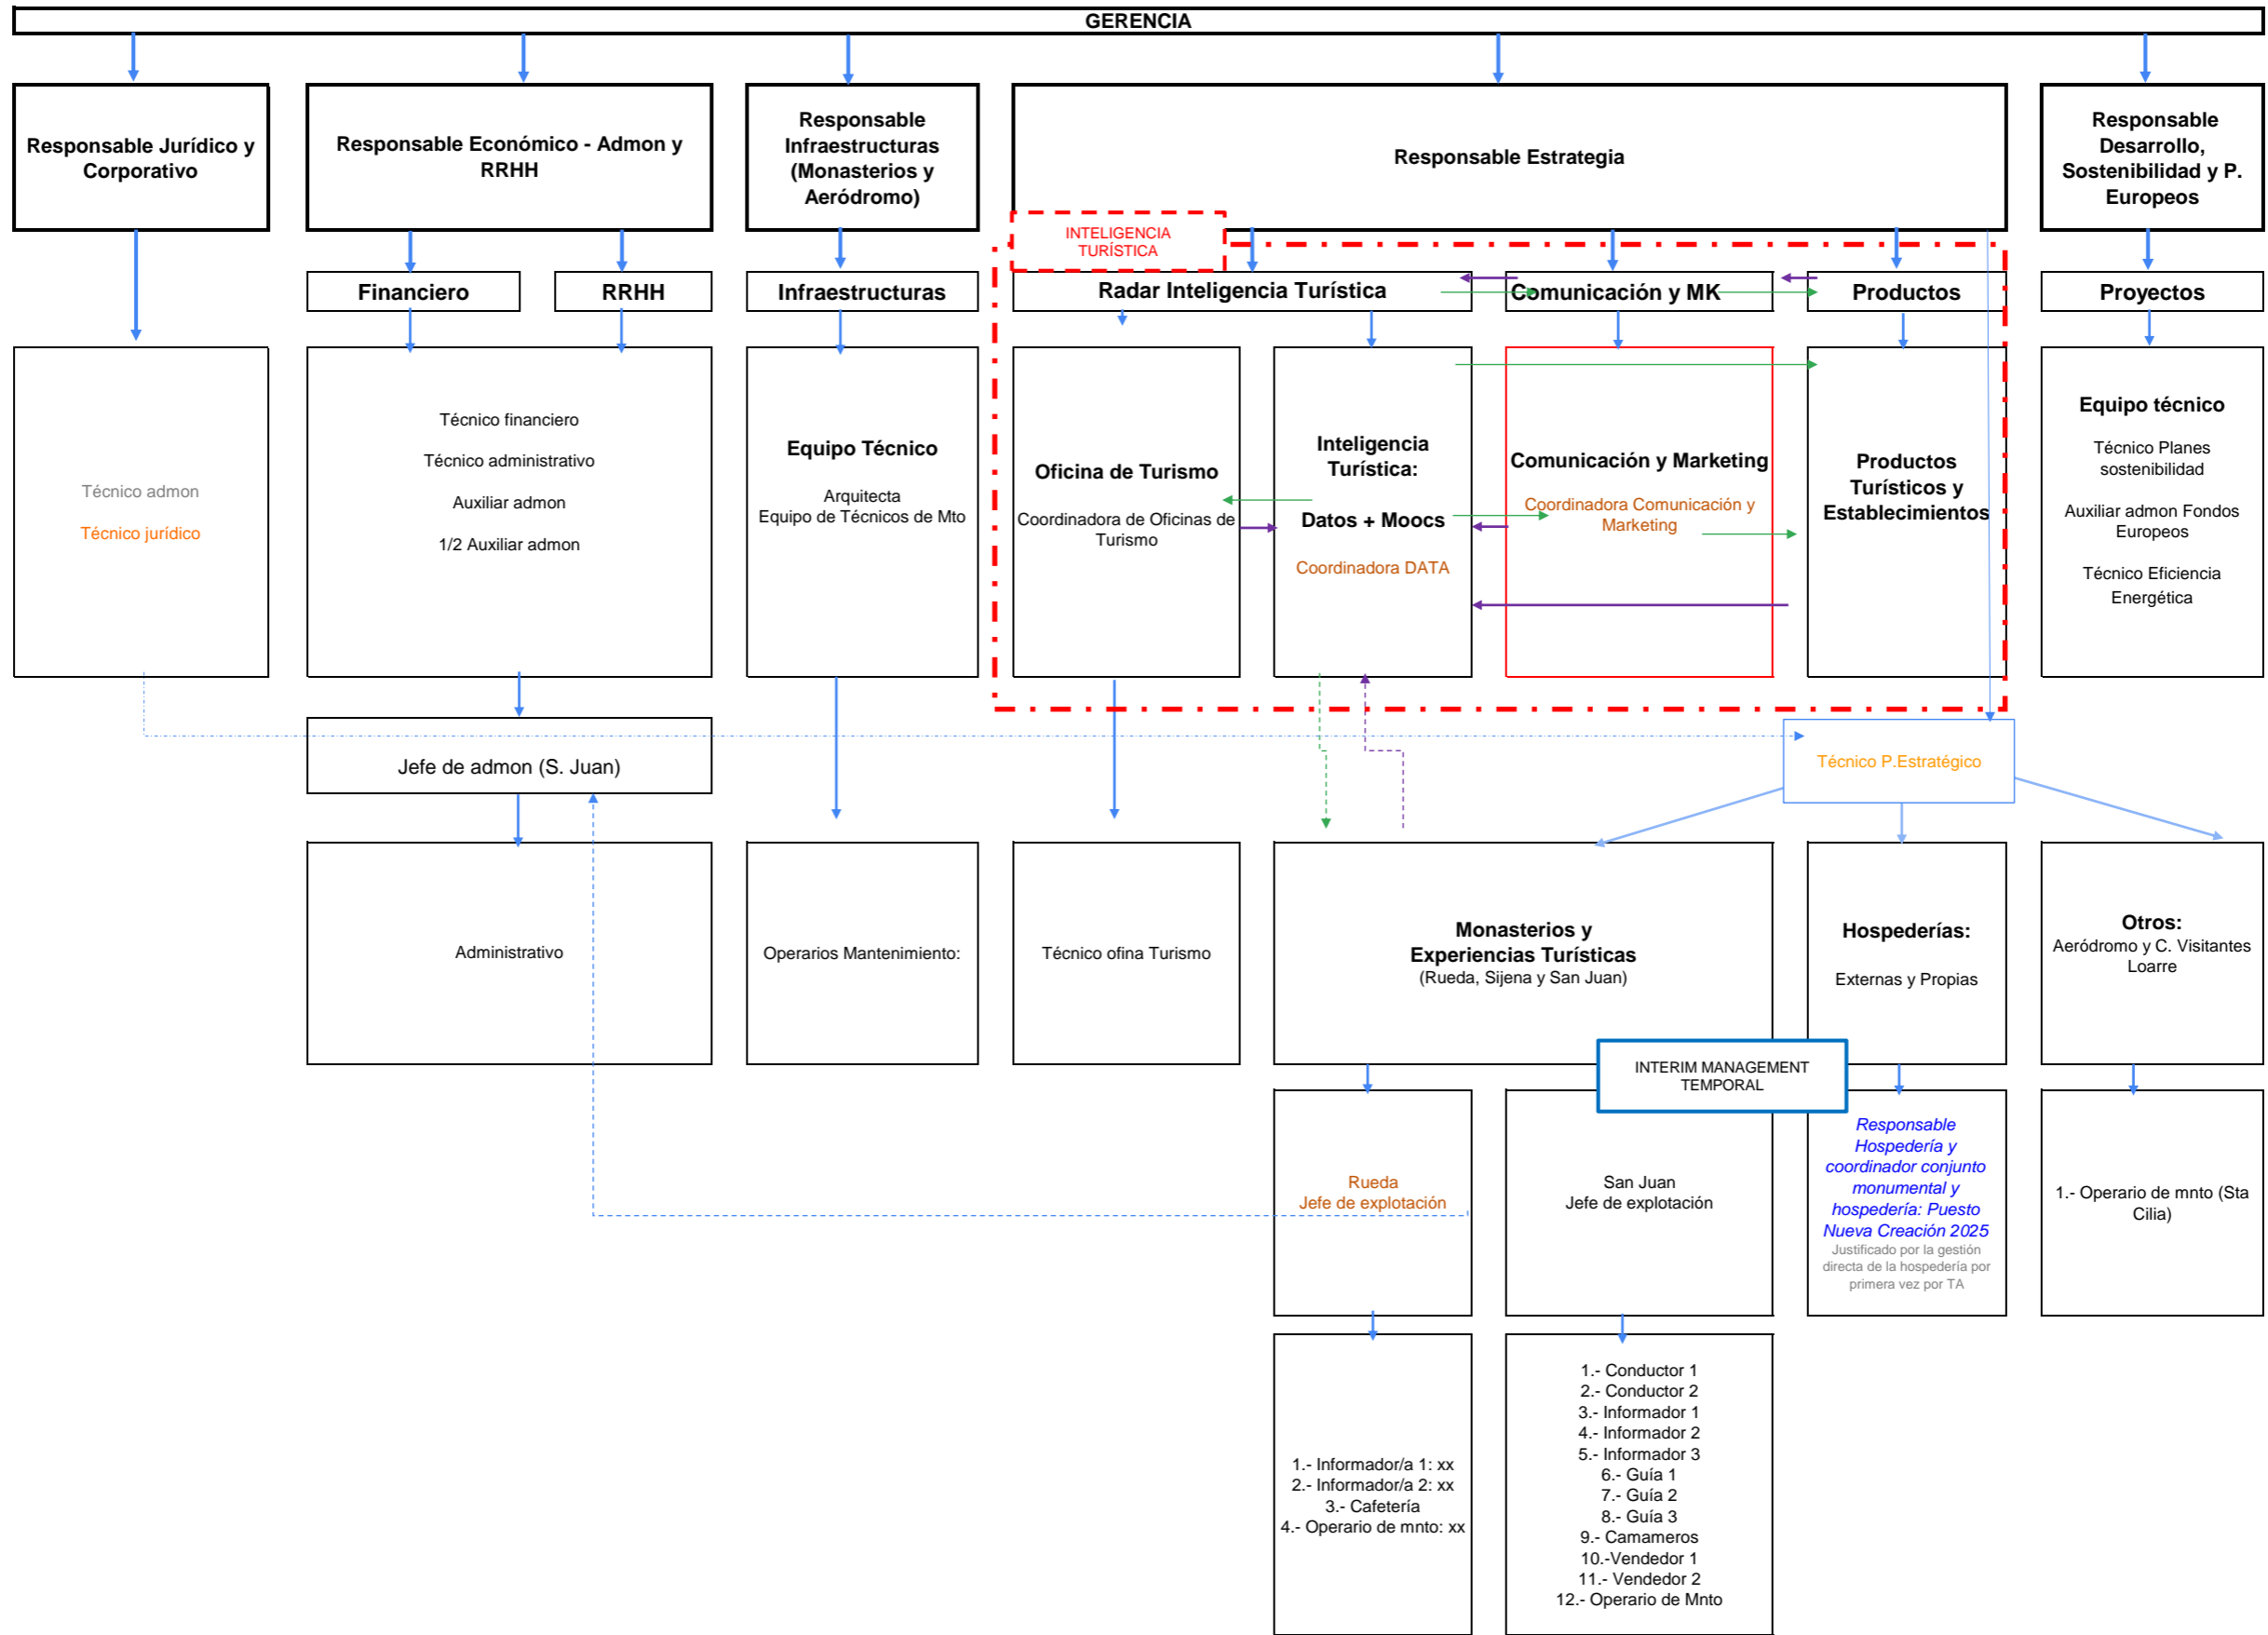 GERENCIA
Responsable Jurídico y
Corporativo
Responsable Económico - Admon y
RRHH
Responsable
Infraestructuras
(Monasterios y
Aeródromo)
Responsable Estrategia
Responsable
Desarrollo,
Sostenibilidad y P.
Europeos
INTELIGENCIA
TURÍSTICA
Financiero
RRHH
Infraestructuras
Radar Inteligencia Turística
Comunicación y MK
Productos
Proyectos
Técnico admon
Técnico jurídico
Técnico financiero
Técnico administrativo
Auxiliar admon
1/2 Auxiliar admon
Equipo Técnico
Arquitecta
Equipo de Técnicos de Mto
Oficina de Turismo
Coordinadora de Oficinas de
Turismo
Inteligencia
Turística:
Datos + Moocs
Coordinadora DATA
Comunicación y Marketing
Coordinadora Comunicación y
Marketing
Productos
Turísticos y
Establecimientos
Equipo técnico
Técnico Planes
sostenibilidad
Auxiliar admon Fondos
Europeos
Técnico Eficiencia
Energética
Jefe de admon (S. Juan)
Técnico P.Estratégico
Administrativo
Operarios Mantenimiento:
Técnico ofina Turismo
Monasterios y
Experiencias Turísticas
(Rueda, Sijena y San Juan)
Hospederías:
Externas y Propias
Otros:
Aeródromo y C. Visitantes
Loarre
INTERIM MANAGEMENT
TEMPORAL
Rueda
Jefe de explotación
San Juan
Jefe de explotación
Responsable
Hospedería y
coordinador conjunto
monumental y
hospedería: Puesto
Nueva Creación 2025
Justificado por la gestión
directa de la hospedería por
primera vez por TA
1.- Operario de mnto (Sta
Cilia)
1.- Informador/a 1: xx
2.- Informador/a 2: xx
3.- Cafetería
4.- Operario de mnto: xx
1.- Conductor 1
2.- Conductor 2
3.- Informador 1
4.- Informador 2
5.- Informador 3
6.- Guía 1
7.- Guía 2
8.- Guía 3
9.- Camameros
10.-Vendedor 1
11.- Vendedor 2
12.- Operario de Mnto